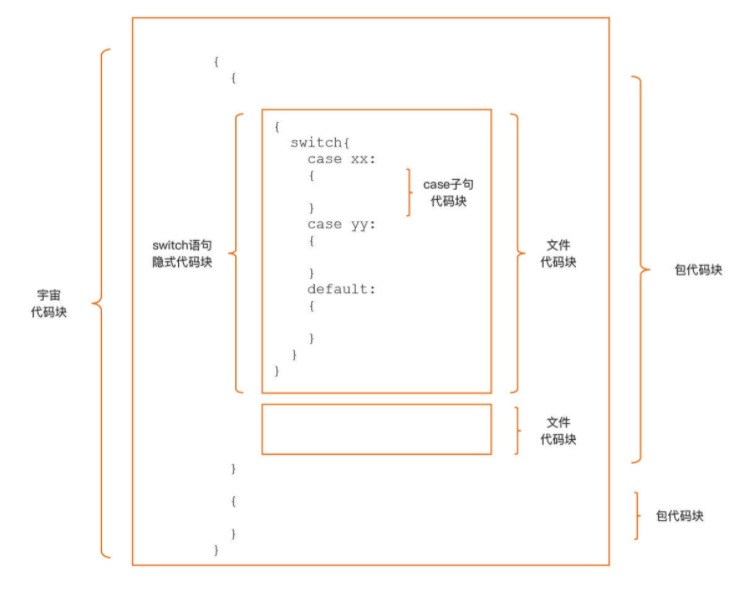 {
{
{
switch{
case xx:
{
}
case子句
代码块
case yy:
{
}
default:
{
}
}
}
switch语句
隐式代码块
文件
代码块
包代码块
宇宙
代码块
文件
代码块
}
{
}
包代码块
}